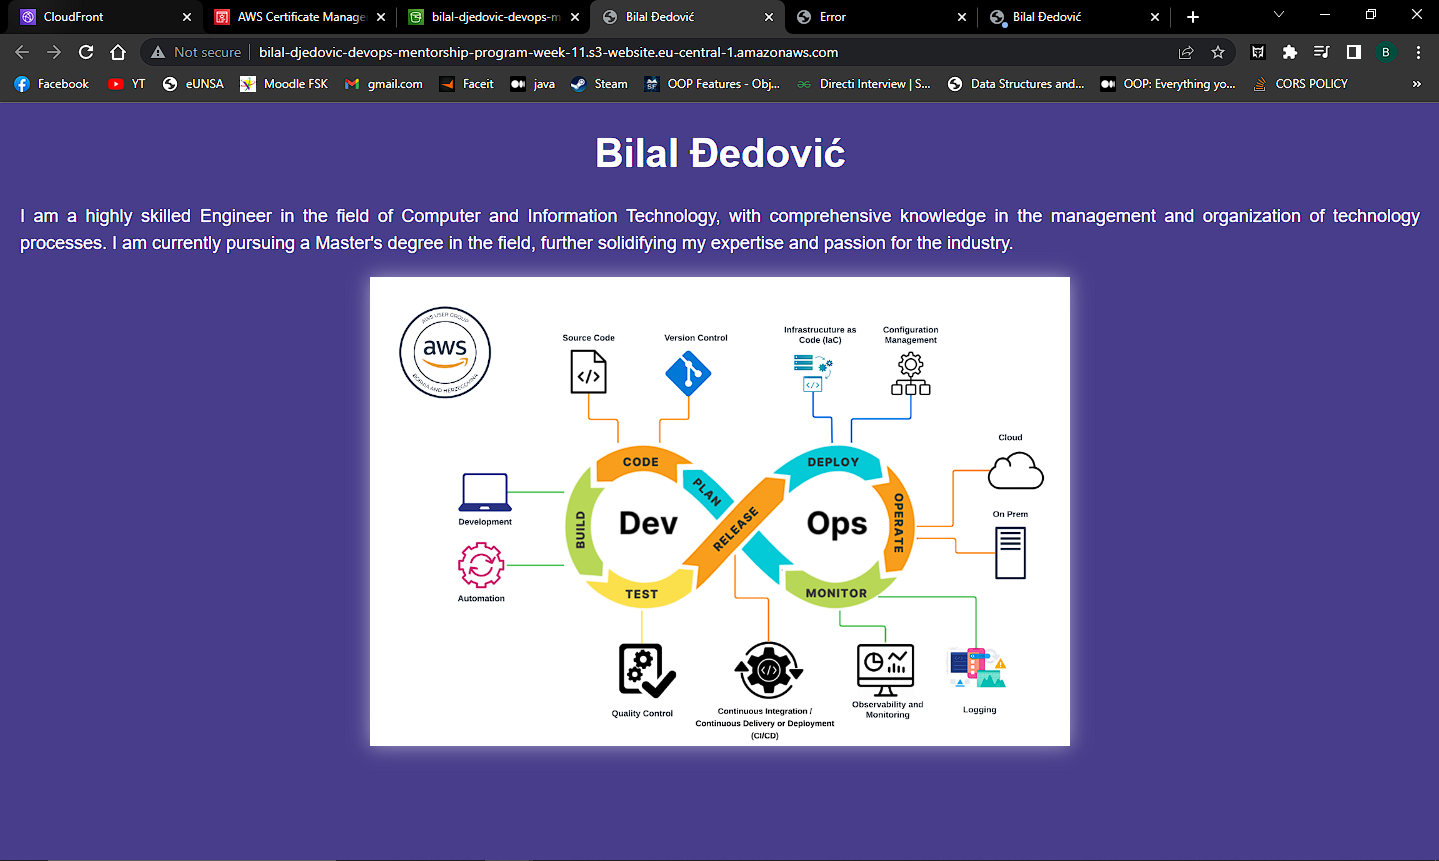 CloudFront
AWS Certificate Manage
bilal-djedovic-devops-m
Bilal Đedović
Error
Bilal Đedović
Not secure
bilal-djedovic-devops-mentorship-program-week-11.s3-website.eu-central-1.amazonaws.com
B
Facebook
YT
eUNSA
Moodle FSK
gmail.com
Faceit
java
Steam
OOP Features - Obj...
Directi Interview | S...
Data Structures and...
OOP: Everything yo...
CORS POLICY
Bilal Đedović
I am a highly skilled Engineer in the field of Computer and Information Technology, with comprehensive knowledge in the management and organization of technology
processes. I am currently pursuing a Master's degree in the field, further solidifying my expertise and passion for the industry.
AWS USER GROUP
aws
BOSNIA AND HERZEGOVINA
Source Code
Version Control
Infrastrucuture as
Code (IaC)
Configuration
Management
Cloud
On Prem
Development
Automation
CODE
PLAN
BUILD
Dev
RELEASE
TEST
DEPLOY
Ops
OPERATE
MONITOR
Quality Control
Continuous Integration /
Continuous Delivery or Deployment
(CI/CD)
Observability and
Monitoring
Logging